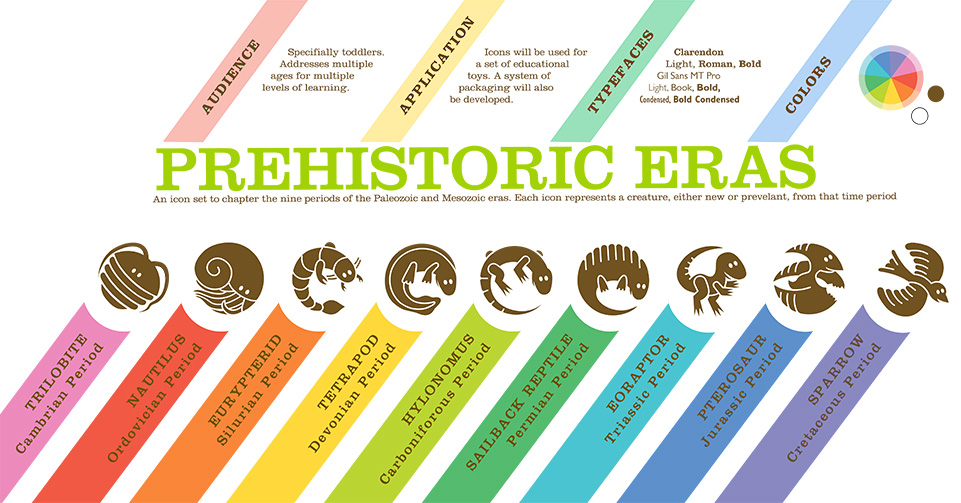 AUDIENCE
Specifially toddlers.
Addresses multiple
ages for multiple
levels of learning.
APPLICATION
Icons will be used for
a set of educational
toys. A system of
packaging will also
be developed.
TYPEFACES
Clarendon
Light, Roman, Bold
Gil Sans MT Pro
Light, Book, Bold,
Condensed, Bold Condensed
COLORS
PREHISTORIC ERAS
An icon set to chapter the nine periods of the Paleozoic and Mesozoic eras. Each icon represents a creature, either new or prevelant, from that time period
TRILOBITE
Cambrian Period
NAUTILUS
Ordovician Period
EURYPTERID
Silurian Period
TETRAPOD
Devonian Period
HYLONOMUS
Carboniforous Period
SAILBACK REPTILE
Permian Period
EORAPTOR
Triassic Period
PTEROSAUR
Jurassic Period
SPARROW
Cretaceous Period